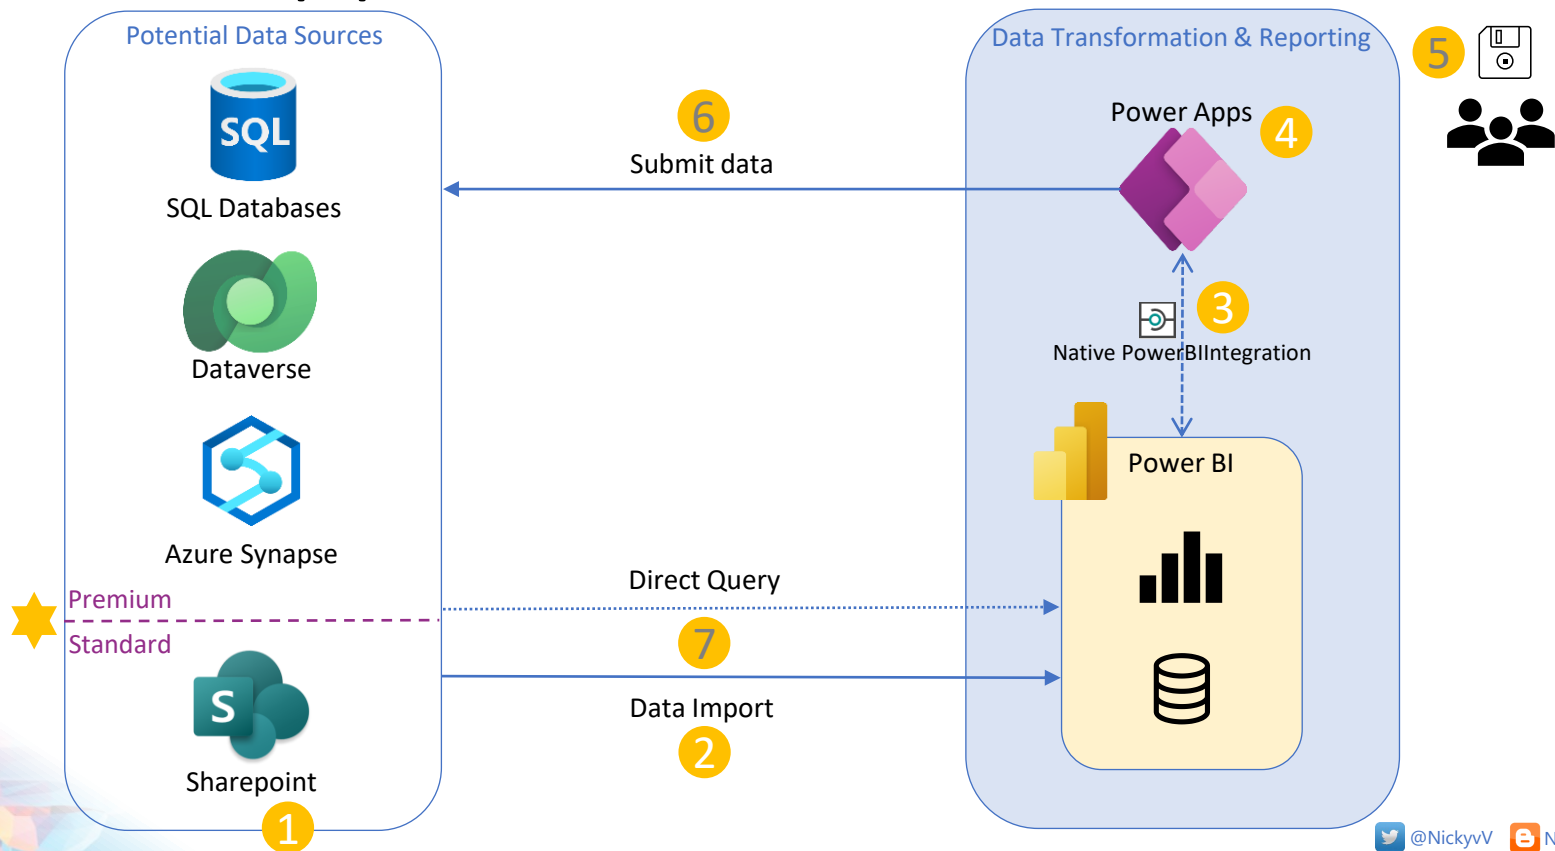 Potential Data Sources
SQL
SQL Databases
Dataverse
Azure Synapse
Premium
Standard
S
Sharepoint
1
6
Submit data
Direct Query
7
Data Import
2
Data Transformation & Reporting
Power Apps
4
3
Native PowerBIIntegration
Power BI
5
@NickyvV
N